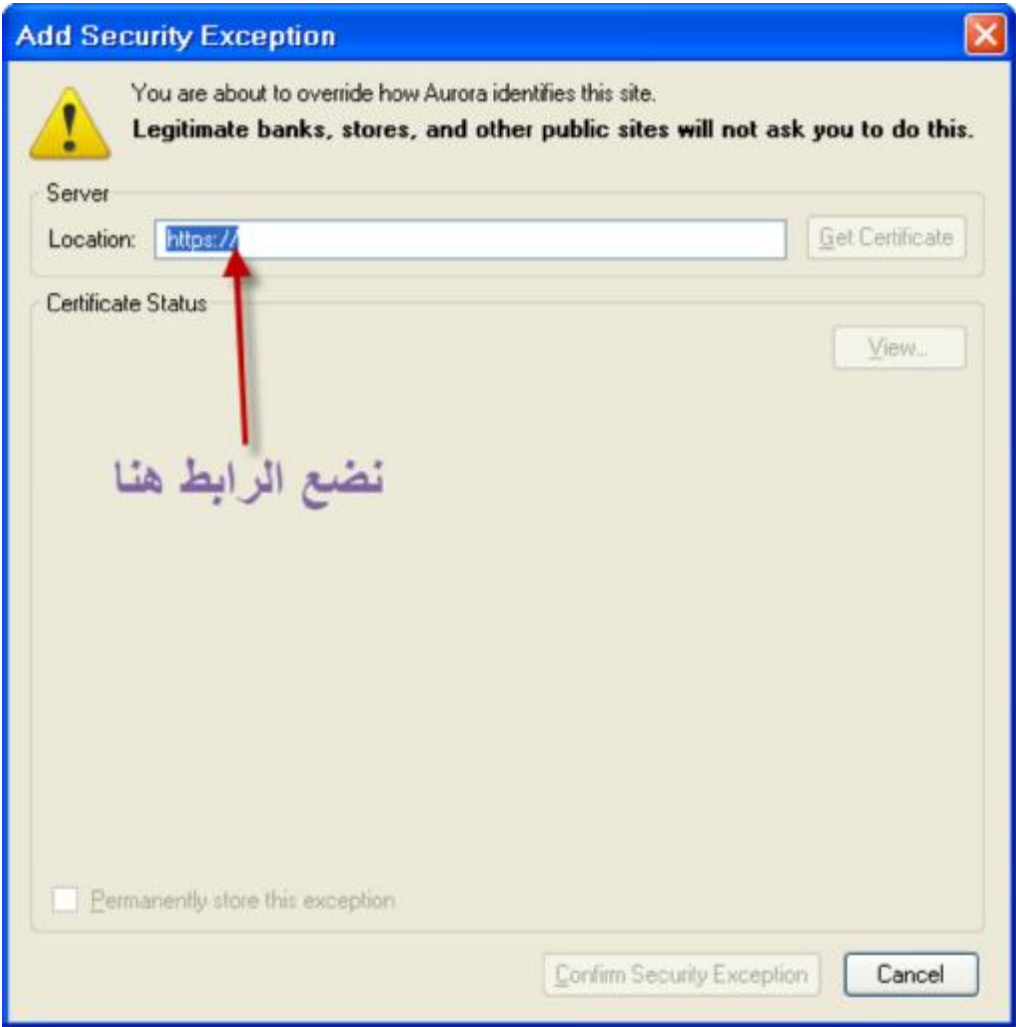 Add Security Exception
You are about to override how Aurora identifies this site.
Legitimate banks, stores, and other public sites will not ask you to do this.
Server
Location: https:// Get Certificate
Certificate Status
View...
نضع الرابط هنا
Permanently store this exception
Confirm Security Exception Cancel